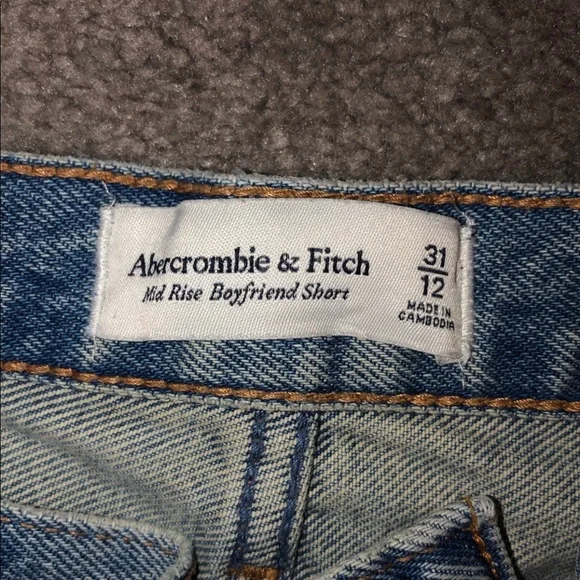 Abercrombie & Fitch
Mid Rise Boyfriend Short
31
12
MADE IN
CAMBODIA